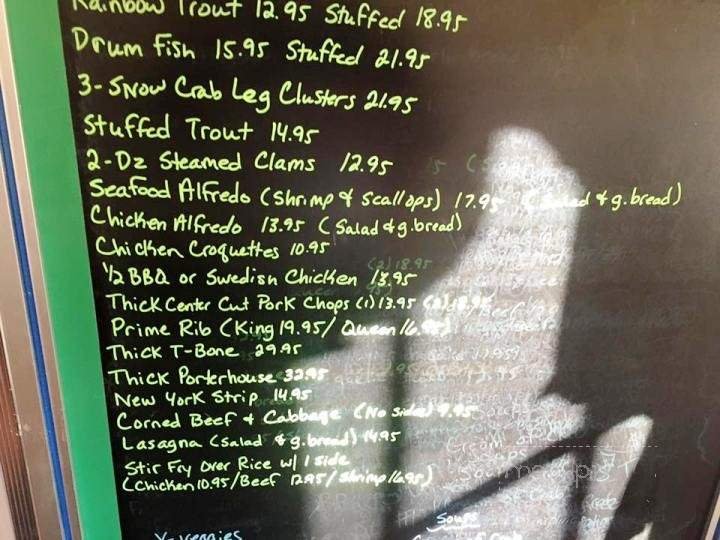 Rainbow Trout 12.95 Stuffed 18.95
Drum Fish 15.95 Stuffed 21.95
3-Snow Crab Leg Clusters 21.95
Stuffed Trout 14.95
2-Dz Steamed Clams 12.95
Seafood Alfredo (Shrimp & Scallops) 17.95 (Salad & g.bread)
Chicken Alfredo 13.95 (Salad & g.bread)
Chicken Croquettes 10.95
1/2 BBQ or Swedish Chicken 13.95
Thick Center Cut Pork Chops (1) 13.95 (2) 18.95
Prime Rib (King 19.95/ Queen 16.95)
Thick T-Bone 29.95
Thick Porterhouse 32.95
New York Strip 14.95
Corned Beef & Cabbage (No Sides) 9.95
Lasagna (Salad & g.bread) 14.95
Stir Fry Over Rice w/ 1 side
(Chicken 10.95/Beef 12.95/Shrimp 16.95)
Soups